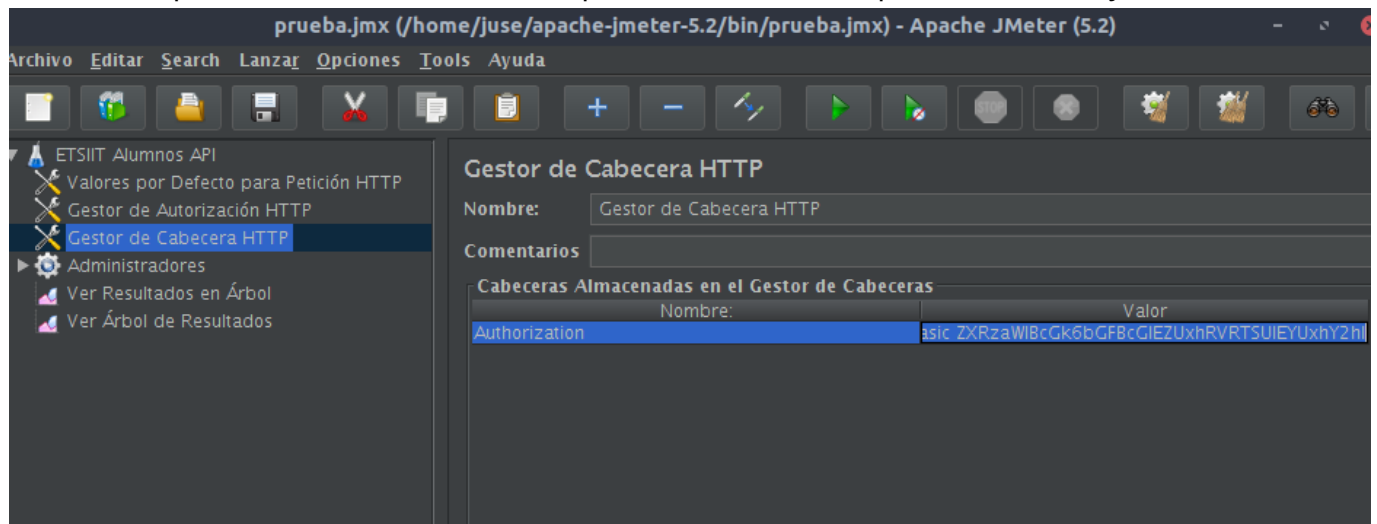 prueba.jmx (/home/juse/apache-jmeter-5.2/bin/prueba.jmx) - Apache JMeter (5.2)
Archivo Editar Search Lanzar Opciones Tools Ayuda
STOP
ETSIIT Alumnos API
Valores por Defecto para Petición HTTP
Gestor de Autorización HTTP
Gestor de Cabecera HTTP
Administradores
Ver Resultados en Árbol
Ver Árbol de Resultados
Gestor de Cabecera HTTP
Nombre: Gestor de Cabecera HTTP
Comentarios
Cabeceras Almacenadas en el Gestor de Cabeceras
Nombre: Valor
Authorization asic ZXRzaWlBcGk6bGFBcGlEZUxhRVRTSUlEYUxhY2hl